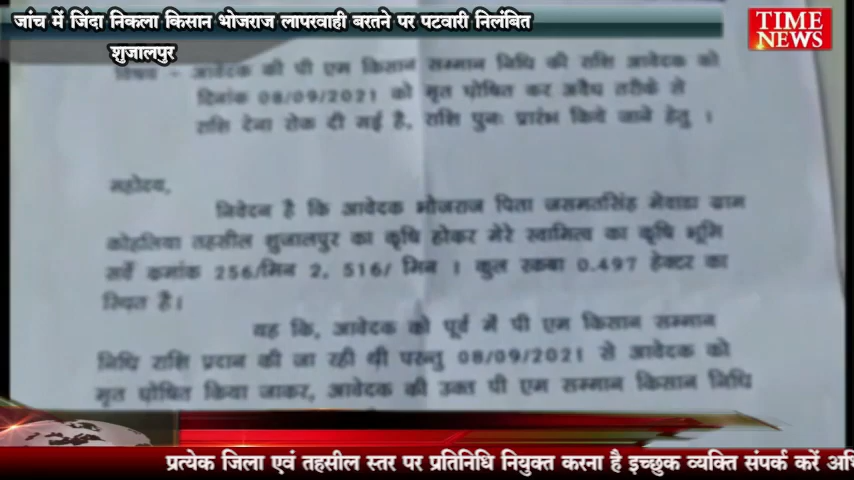 जांच में जिंदा निकला किसान भोजराज लापरवाही बरतने पर पटवारी निलंबित
शुजालपुर
TIME
NEWS
विषय - आवेदक की पी एम किसान सम्मान निधि की राशि आवेदक को
दिनांक 08/09/2021 को मृत घोषित कर अवैध तरीके से
राशि देना रोक दी गई है, राशि पुनः प्रारंभ किये जाने हेतु ।
महोदय,
निवेदन है कि आवेदक भोजराज पिता जसमतसिंह मेवाडा ग्राम
कोहलिया तहसील शुजालपुर का कृषि होकर मेरे स्वामित्व का कृषि भूमि
सर्वे कमांक 256/मिन 2, 516/ मिन 1 कुल रकबा 0.497 हेक्टर का
स्थित है।
यह कि, आवेदक को पूर्व में पी एम किसान सम्मान
निधि राशि प्रदान की जा रही थी परन्तु 08/09/2021 से आवेदक को
मृत घोषित किया जाकर, आवेदक की उक्त पी एम सम्मान किसान निधि
प्रत्येक जिला एवं तहसील स्तर पर प्रतिनिधि नियुक्त करना है इच्छुक व्यक्ति संपर्क करें अभि